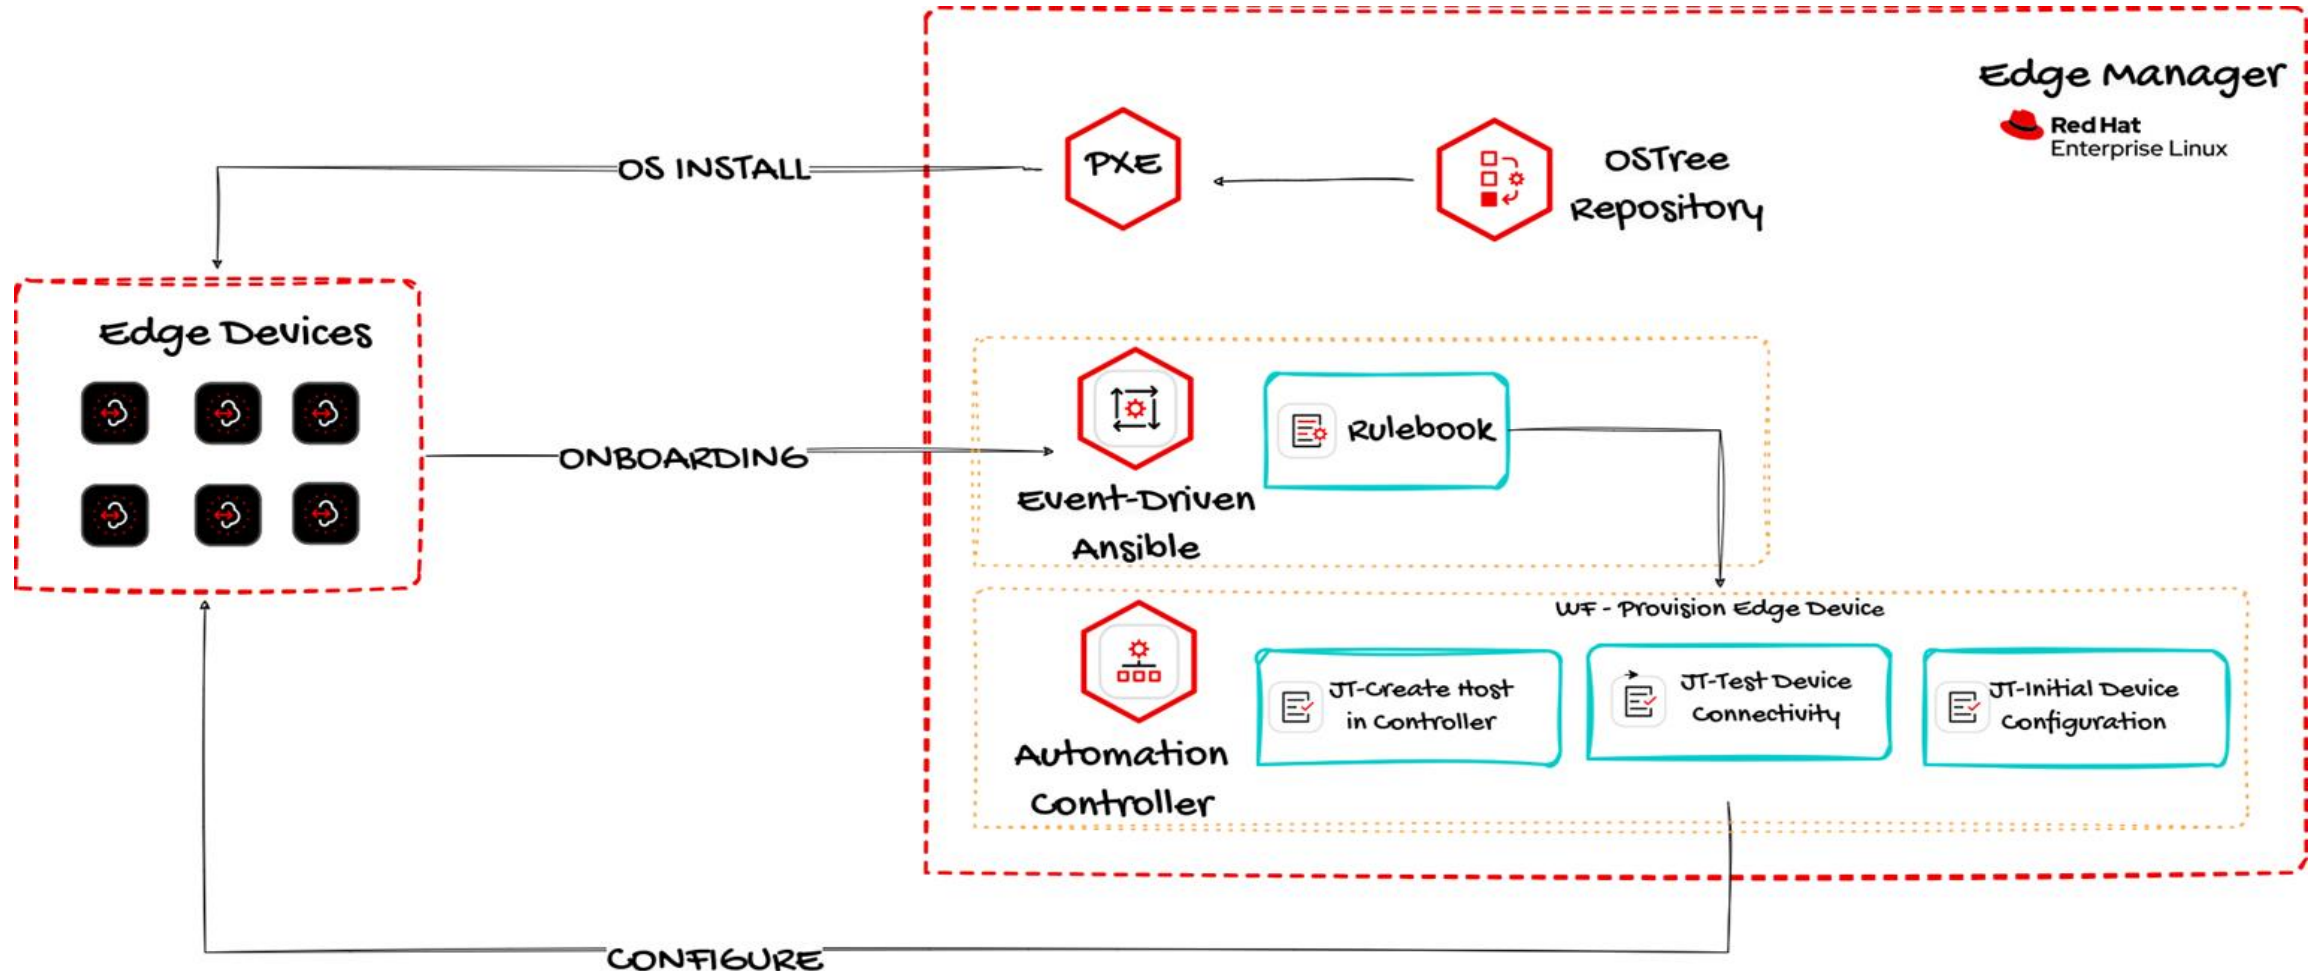 Edge Manager
Red Hat
Enterprise Linux
OS INSTALL
PXE
OSTree
Repository
Edge Devices
ONBOARDING
Event-Driven
Ansible
Rulebook
WF - Provision Edge Device
Automation
Controller
JT-Create Host
in Controller
JT-Test Device
Connectivity
JT-Initial Device
Configuration
CONFIGURE